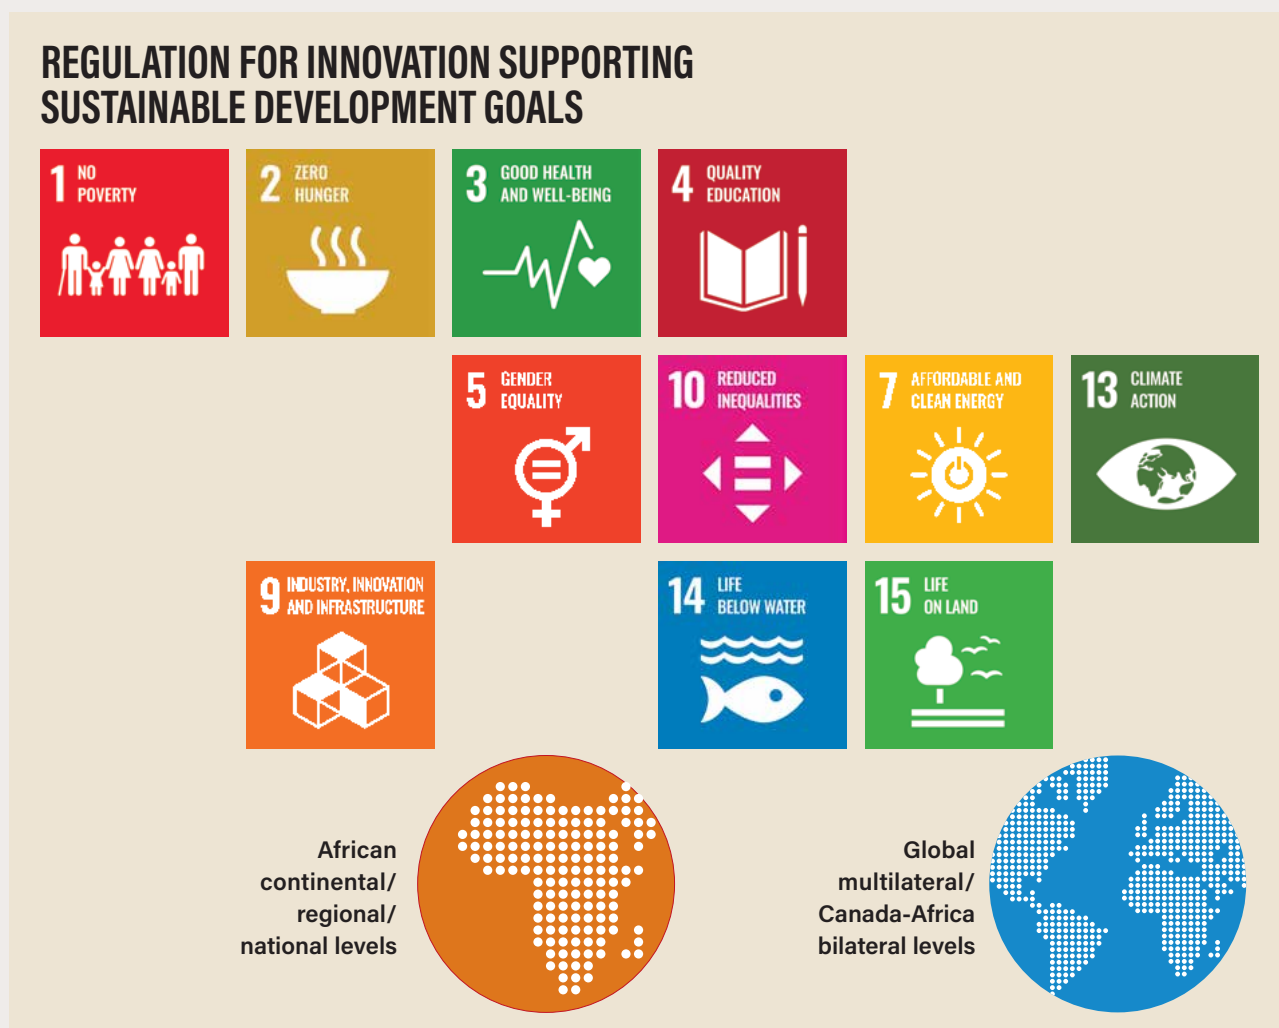 REGULATION FOR INNOVATION SUPPORTING
SUSTAINABLE DEVELOPMENT GOALS
1 NO
POVERTY
2 ZERO
HUNGER
3 GOOD HEALTH
AND WELL-BEING
4 QUALITY
EDUCATION
5 GENDER
EQUALITY
10 REDUCED
INEQUALITIES
7 AFFORDABLE AND
CLEAN ENERGY
13 CLIMATE
ACTION
9 INDUSTRY, INNOVATION
AND INFRASTRUCTURE
14 LIFE
BELOW WATER
15 LIFE
ON LAND
African
continental/
regional/
national levels
Global
multilateral/
Canada-Africa
bilateral levels